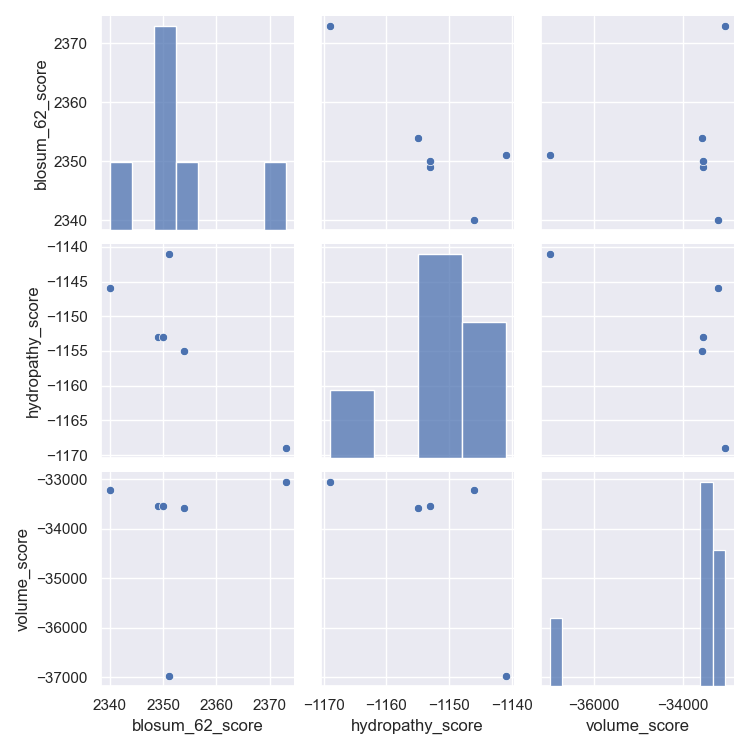 2370
2360
2350
2340
blosum_62_score
−1140
−1145
−1150
−1155
−1160
−1165
−1170
hydropathy_score
−33000
−34000
−35000
−36000
−37000
volume_score
2340 2350 2360 2370
−1170 −1160 −1150 −1140
−36000 −34000
blosum_62_score
hydropathy_score
volume_score